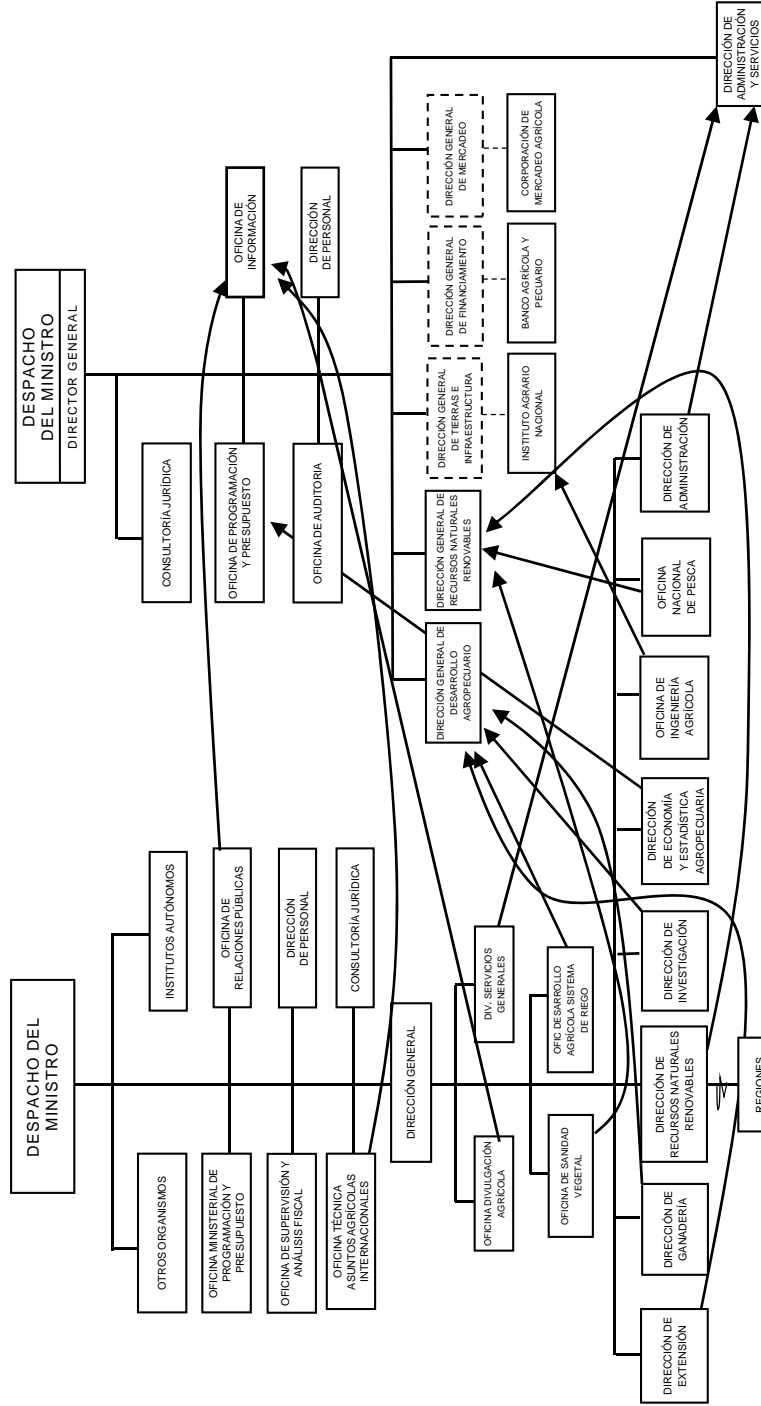 DESPACHO DEL
MINISTRO
OTROS ORGANISMOS
INSTITUTOS AUTÓNOMOS
OFICINA MINISTERIAL DE
PROGRAMACIÓN Y
PRESUPUESTO
OFICINA DE
RELACIONES PÚBLICAS
OFICINA DE SUPERVISIÓN Y
ANÁLISIS FISCAL
DIRECCIÓN
DE PERSONAL
OFICINA TÉCNICA
ASUNTOS AGRÍCOLAS
INTERNACIONALES
CONSULTORÍA JURÍDICA
DIRECCIÓN GENERAL
OFICINA DIVULGACIÓN
AGRÍCOLA
DIV. SERVICIOS
GENERALES
OFICINA DE SANIDAD
VEGETAL
OFIC DESARROLLO
AGRÍCOLA SISTEMA
DE RIEGO
DIRECCIÓN DE
EXTENSIÓN
DIRECCIÓN DE
GANADERÍA
DIRECCIÓN DE
RECURSOS NATURALES
RENOVABLES
DIRECCIÓN DE
INVESTIGACIÓN
DIRECCIÓN
DE ECONOMÍA
Y ESTADÍSTICA
AGROPECUARIA
OFICINA DE
INGENIERÍA
AGRÍCOLA
OFICINA
NACIONAL
DE PESCA
DIRECCIÓN DE
ADMINISTRACIÓN
REGIONES
DESPACHO
DEL MINISTRO
DIRECTOR GENERAL
CONSULTORÍA JURÍDICA
OFICINA DE PROGRAMACIÓN
Y PRESUPUESTO
OFICINA DE
INFORMACIÓN
OFICINA DE AUDITORIA
DIRECCIÓN
DE PERSONAL
DIRECCIÓN GENERAL DE
DESARROLLO
AGROPECUARIO
DIRECCIÓN GENERAL DE
RECURSOS NATURALES
RENOVABLES
DIRECCIÓN GENERAL
DE TIERRAS E
INFRAESTRUCTURA
DIRECCIÓN GENERAL
DE FINANCIAMIENTO
DIRECCIÓN GENERAL
DE MERCADEO
INSTITUTO AGRARIO
NACIONAL
BANCO AGRÍCOLA Y
PECUARIO
CORPORACIÓN DE
MERCADEO AGRÍCOLA
DIRECCIÓN DE
ADMINISTRACIÓN
Y SERVICIOS